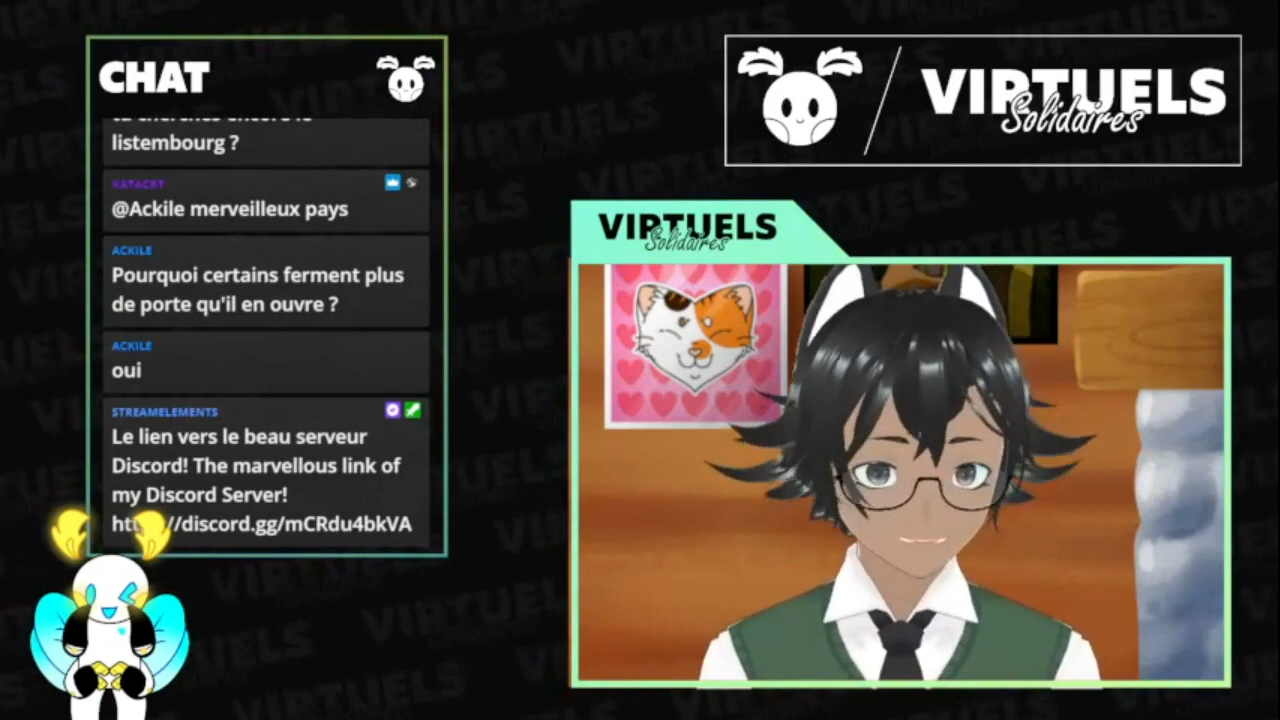 CHAT
listembourg ?
KATACRT
@Ackile merveilleux pays
ACKILE
Pourquoi certains ferment plus
de porte qu'il en ouvre ?
ACKILE
oui
STREAMELEMENTS
Le lien vers le beau serveur
Discord! The marvellous link of
my Discord Server!
//discord.gg/mCRdu4bkVA
VIRTUELS
Solidaires
VIRTUELS
Solidaires